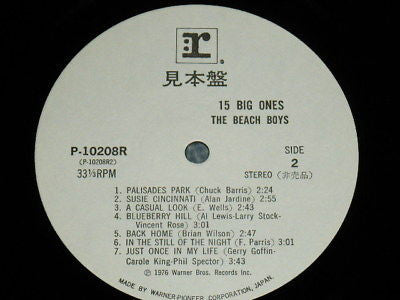 r
見本盤
15 BIG ONES
THE BEACH BOYS
P-10208R
(P-10208R2)
33⅓RPM
SIDE
2
STEREO (非売品)
1. PALISADES PARK (Chuck Barris) 2:24
2. SUSIE CINCINNATI (Alan Jardine) 2:55
3. A CASUAL LOOK (E. Wells) 2:43
4. BLUEBERRY HILL (Al Lewis-Larry Stock-
Vincent Rose) 3:01
5. BACK HOME (Brian Wilson) 2:47
6. IN THE STILL OF THE NIGHT (F. Parris) 3:01
7. JUST ONCE IN MY LIFE (Gerry Goffin-
Carole King-Phil Spector) 3:45
℗ 1976 Warner Bros. Records Inc.
MADE BY WARNER-PIONEER CORPORATION, JAPAN.